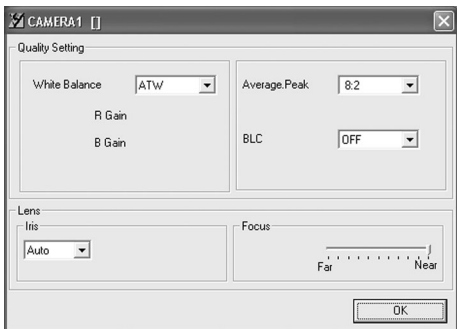 CAMERA1 []
Quality Setting
White Balance ATW
R Gain
B Gain
Average.Peak 8:2
BLC OFF
Lens
Iris
Auto
Focus
Far Near
OK